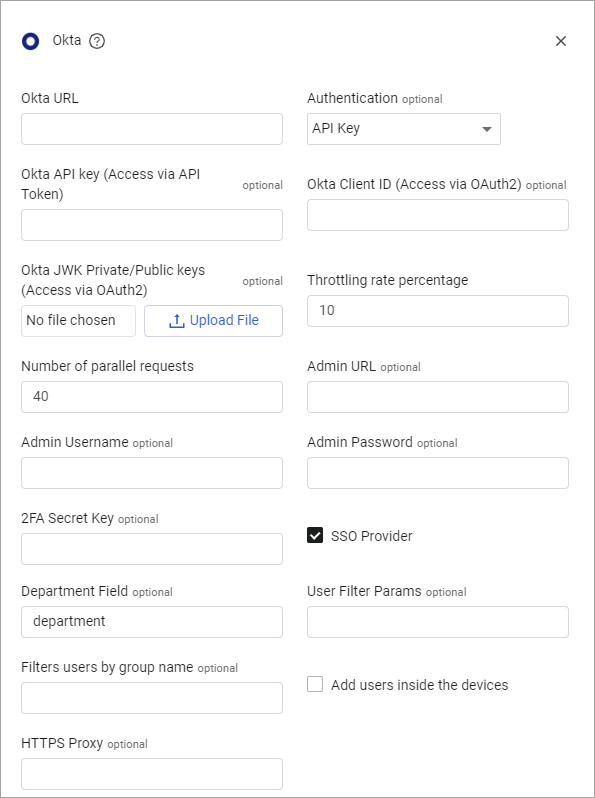 Okta
Okta URL
Authentication optional
API Key
Okta API key (Access via API
Token)
optional
Okta Client ID (Access via OAuth2) optional
Okta JWK Private/Public keys
(Access via OAuth2)
optional
No file chosen
Upload File
Throttling rate percentage
10
Number of parallel requests
40
Admin URL optional
Admin Username optional
Admin Password optional
2FA Secret Key optional
SSO Provider
Department Field optional
department
User Filter Params optional
Filters users by group name optional
Add users inside the devices
HTTPS Proxy optional